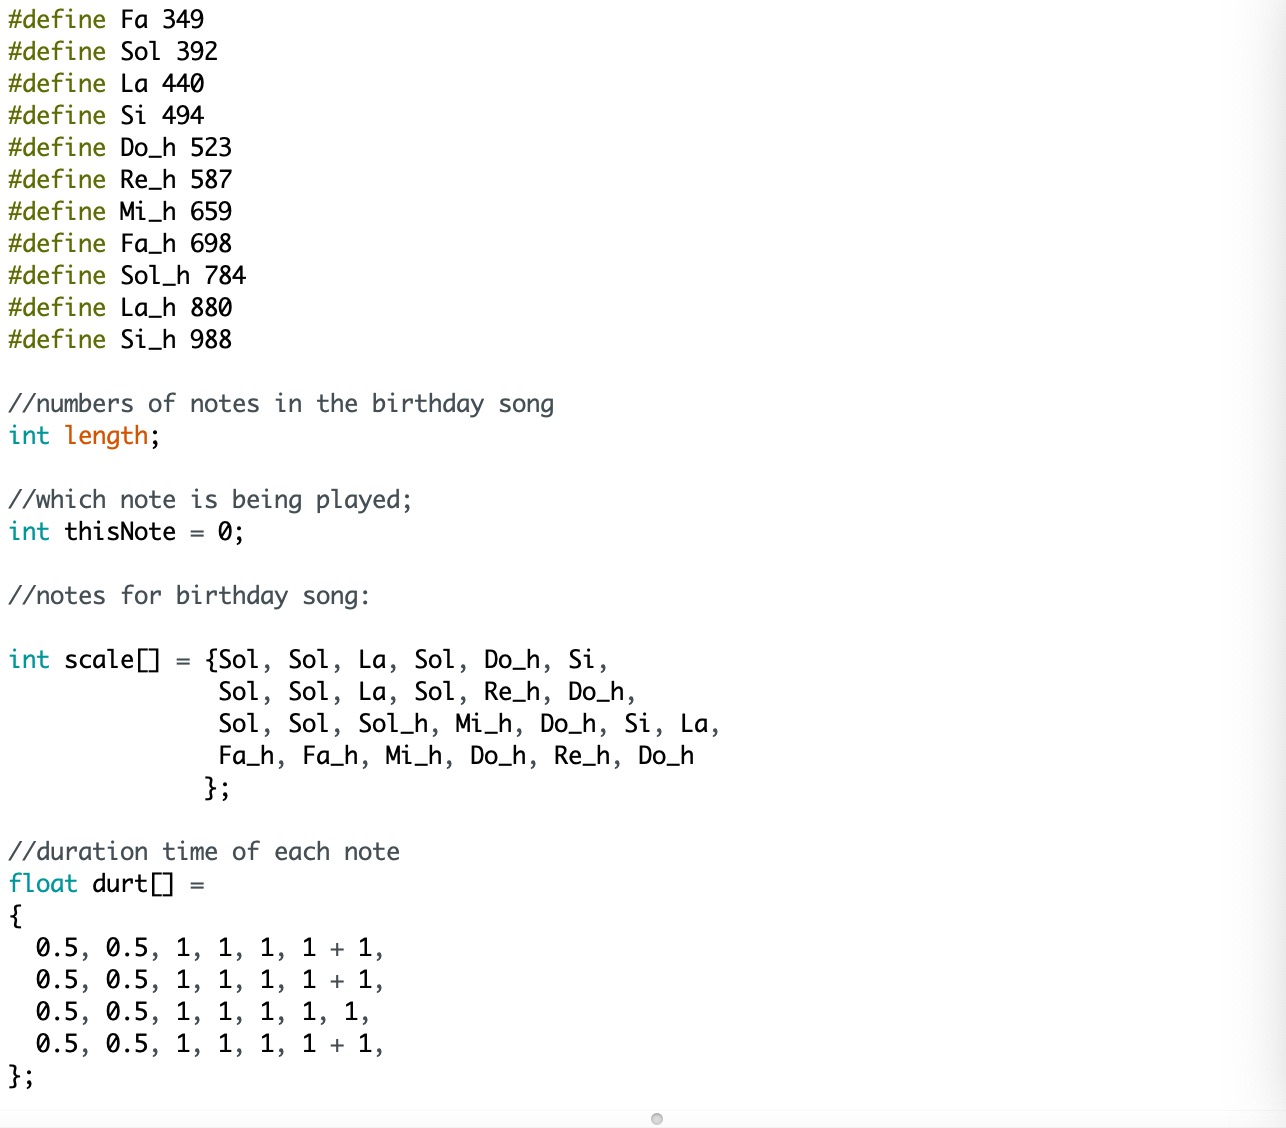 #define Fa 349
#define Sol 392
#define La 440
#define Si 494
#define Do_h 523
#define Re_h 587
#define Mi_h 659
#define Fa_h 698
#define Sol_h 784
#define La_h 880
#define Si_h 988
//numbers of notes in the birthday song
int length;
//which note is being played;
int thisNote = 0;
//notes for birthday song:
int scale[] = {Sol, Sol, La, Sol, Do_h, Si,
Sol, Sol, La, Sol, Re_h, Do_h,
Sol, Sol, Sol_h, Mi_h, Do_h, Si, La,
Fa_h, Fa_h, Mi_h, Do_h, Re_h, Do_h
};
//duration time of each note
float durt[] =
{
0.5, 0.5, 1, 1, 1, 1 + 1,
0.5, 0.5, 1, 1, 1, 1 + 1,
0.5, 0.5, 1, 1, 1, 1, 1,
0.5, 0.5, 1, 1, 1, 1 + 1,
};